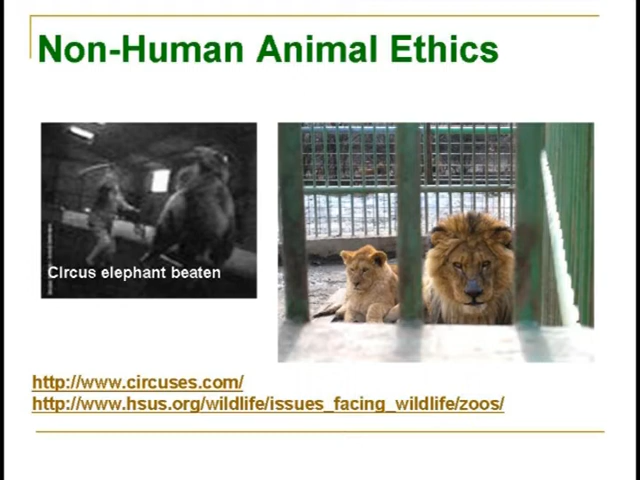 Non-Human Animal Ethics
Circus elephant beaten
http://www.circuses.com/
http://www.hsus.org/wildlife/issues_facing_wildlife/zoos/